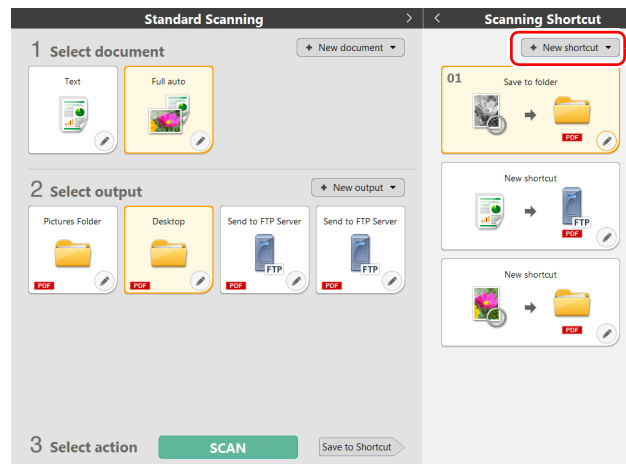 Standard Scanning >
< Scanning Shortcut
1 Select document
+ New document
Text
Full auto
2 Select output
+ New output
Pictures Folder
PDF
Desktop
PDF
Send to FTP Server
FTP
PDF
Send to FTP Server
FTP
PDF
3 Select action
SCAN
Save to Shortcut
+ New shortcut
01
Save to folder
PDF
New shortcut
FTP
PDF
New shortcut
PDF